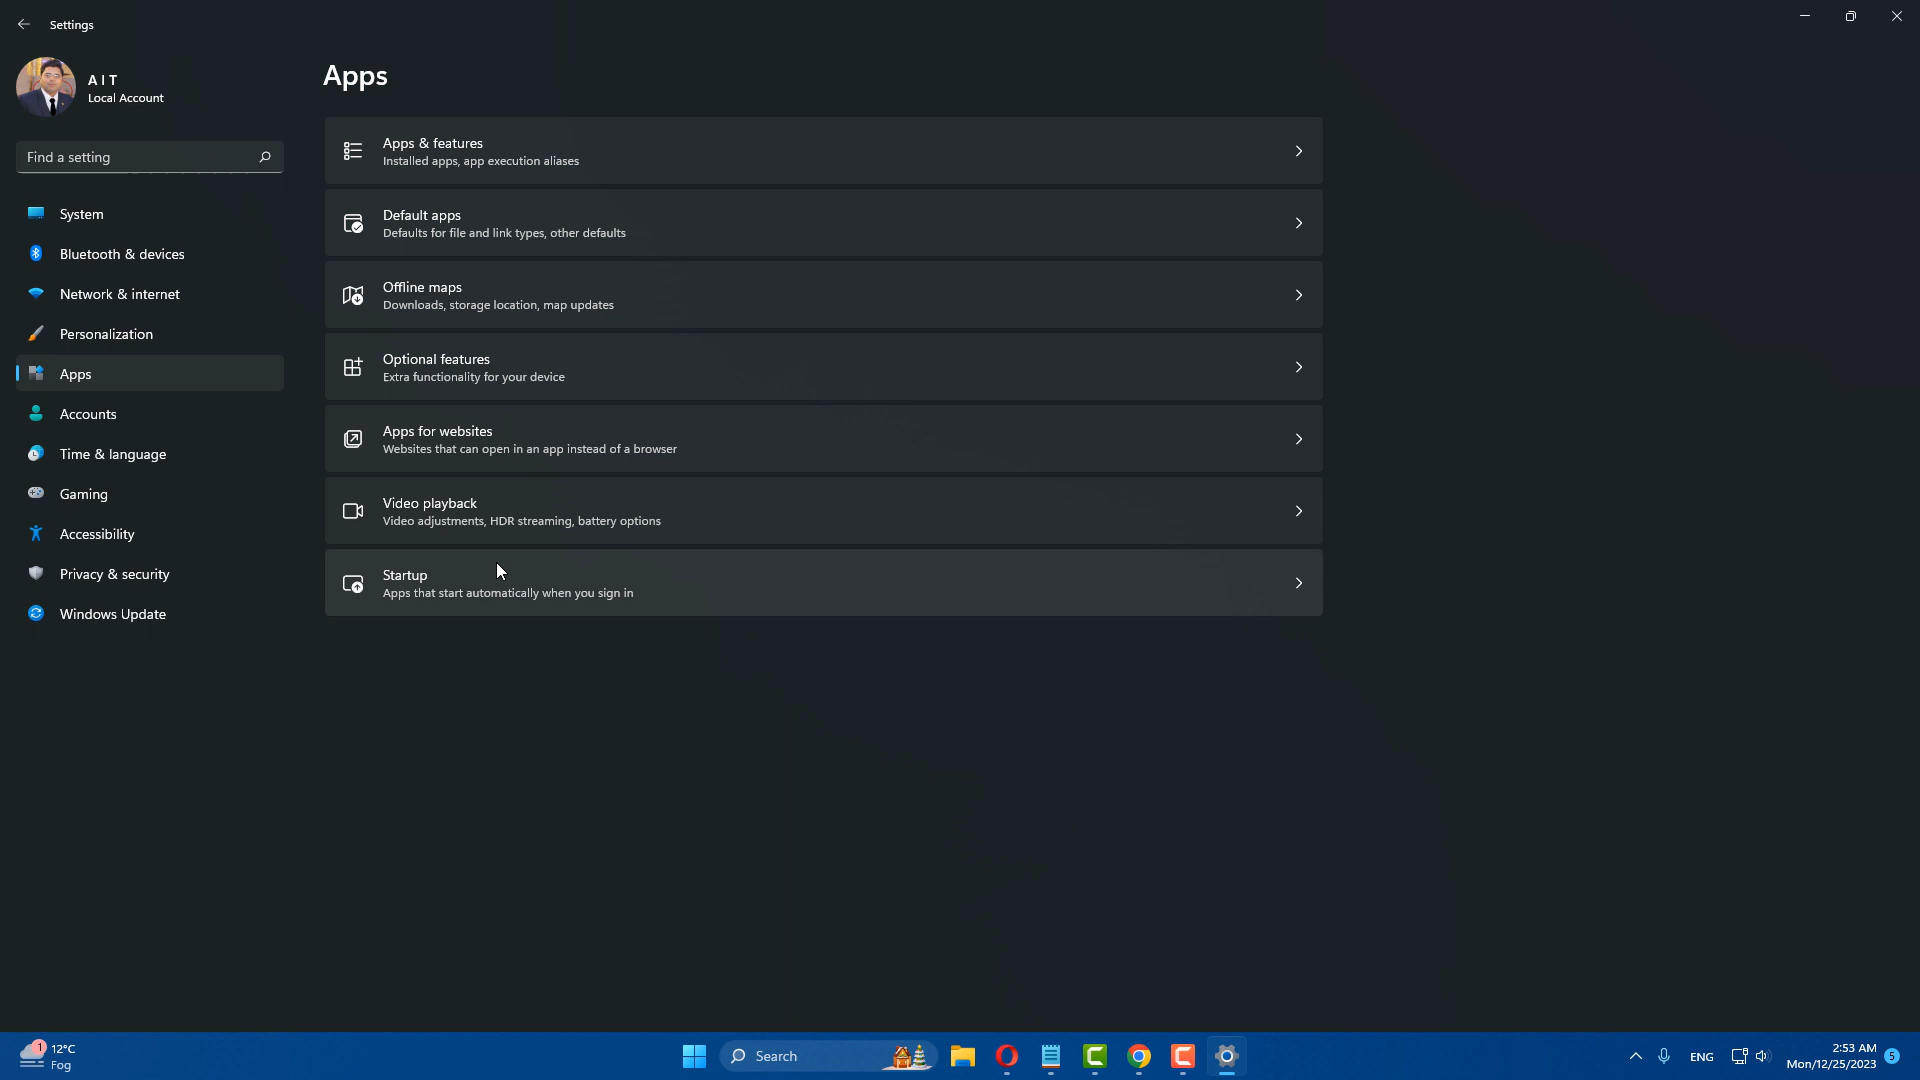 Settings
A I T
Local Account
Find a setting
System
Bluetooth & devices
Network & internet
Personalization
Apps
Accounts
Time & language
Gaming
Accessibility
Privacy & security
Windows Update
Apps
Apps & features
Installed apps, app execution aliases
Default apps
Defaults for file and link types, other defaults
Offline maps
Downloads, storage location, map updates
Optional features
Extra functionality for your device
Apps for websites
Websites that can open in an app instead of a browser
Video playback
Video adjustments, HDR streaming, battery options
Startup
Apps that start automatically when you sign in
1
12°C
Fog
Search
ENG
2:53 AM
Mon/12/25/2023
5